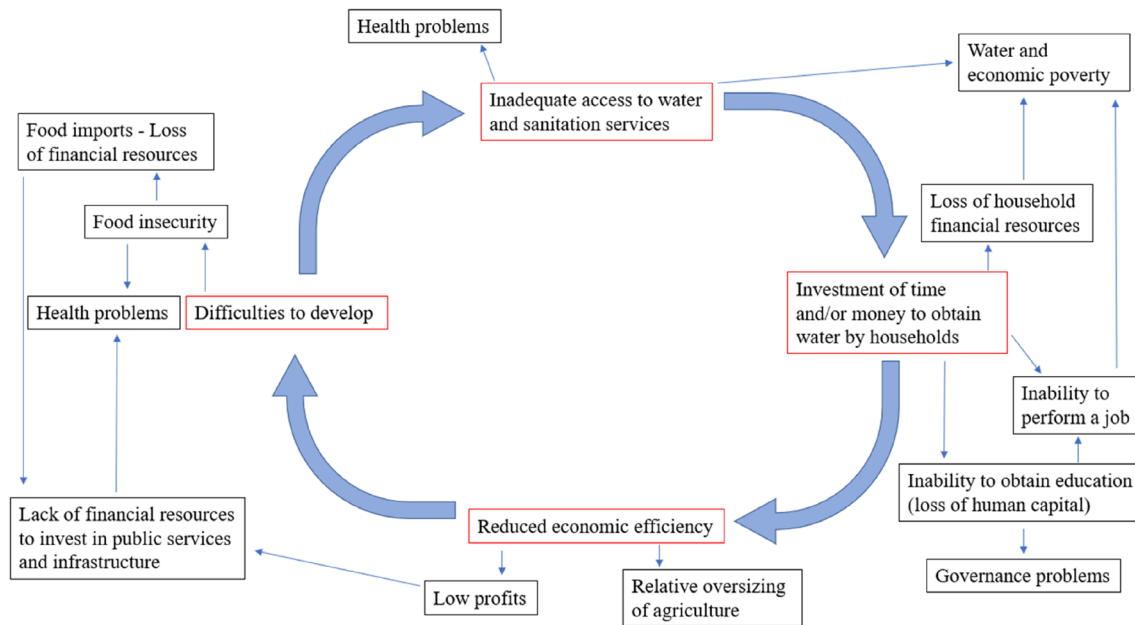 Health problems
Water and
economic poverty
Inadequate access to water
and sanitation services
Food imports - Loss
of financial resources
Food insecurity
Loss of household
financial resources
Health problems
Difficulties to develop
Investment of time
and/or money to obtain
water by households
Inability to
perform a job
Inability to obtain education
(loss of human capital)
Lack of financial resources
to invest in public services
and infrastructure
Reduced economic efficiency
Governance problems
Low profits
Relative oversizing
of agriculture